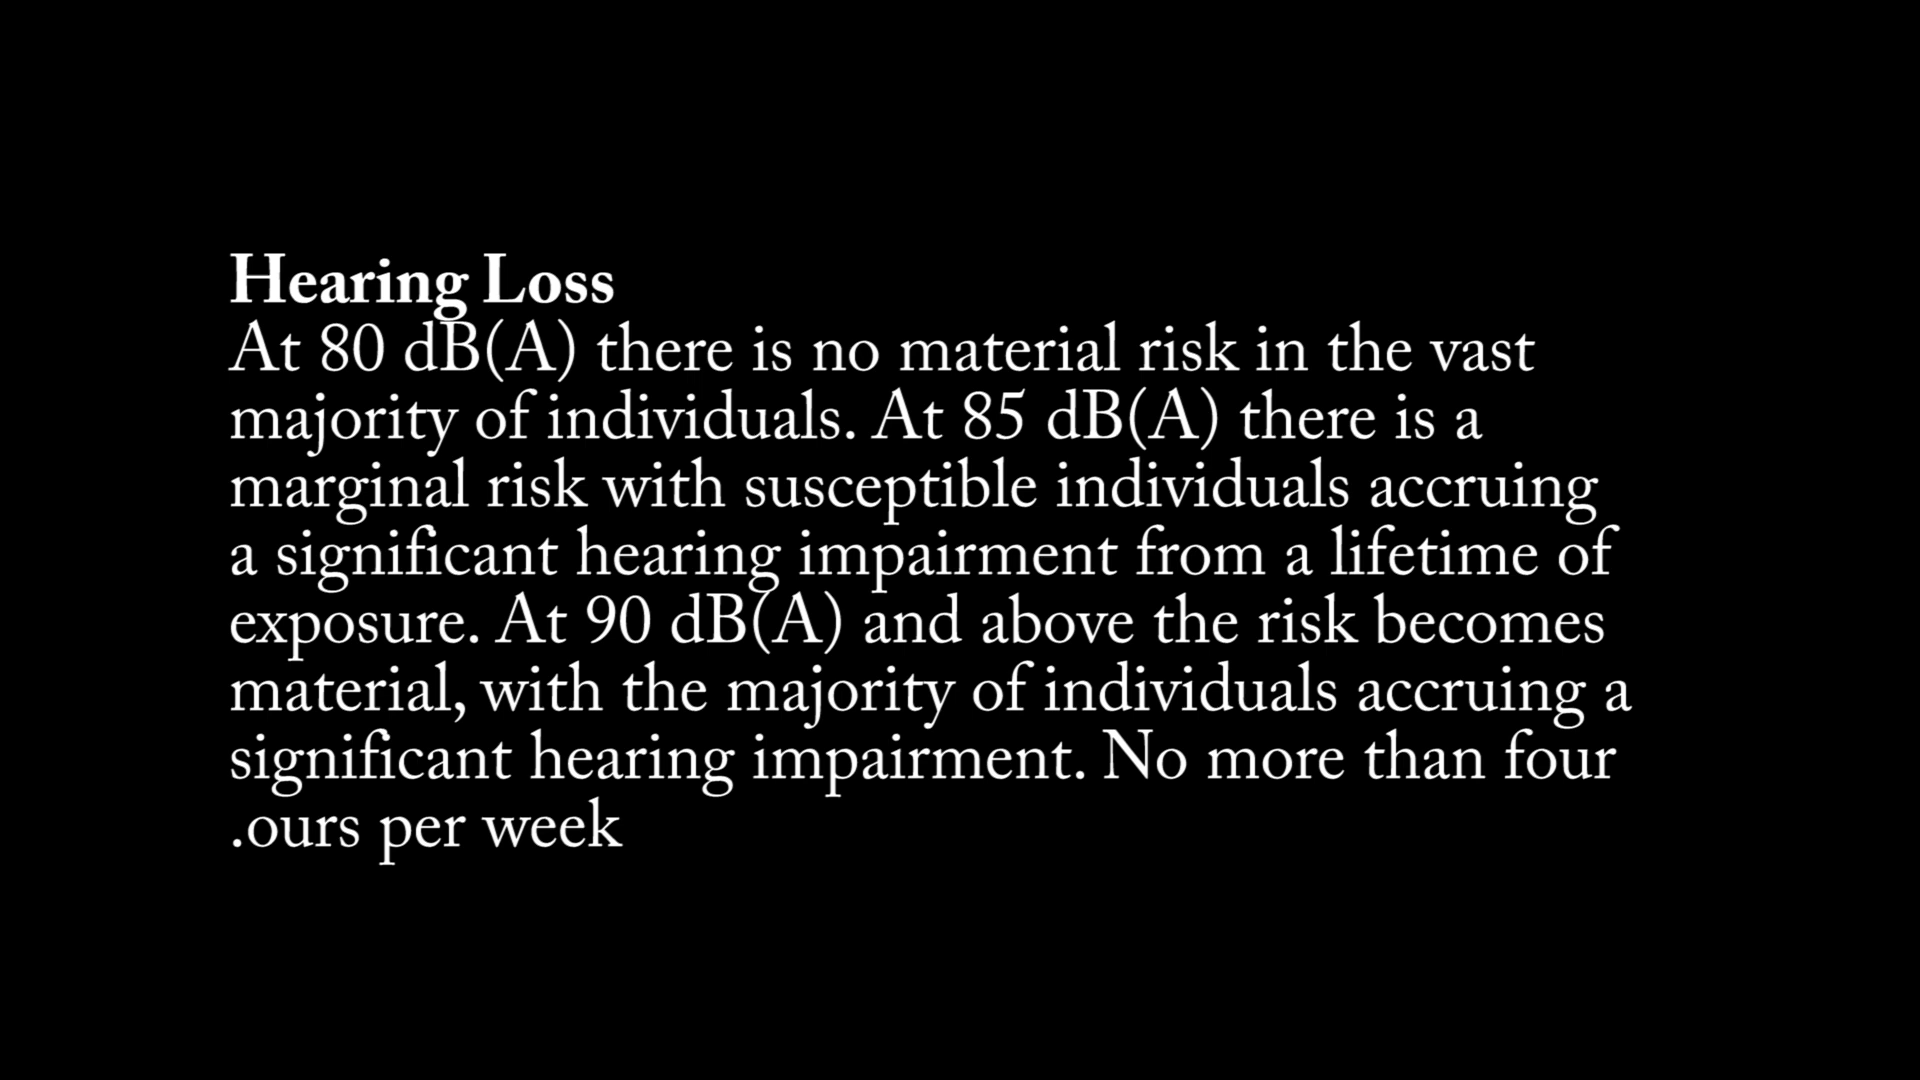 Hearing Loss
At 80 dB(A) there is no material risk in the vast
majority of individuals. At 85 dB(A) there is a
marginal risk with susceptible individuals accruing
a significant hearing impairment from a lifetime of
exposure. At 90 dB(A) and above the risk becomes
material, with the majority of individuals accruing a
significant hearing impairment. No more than four
.ours per week